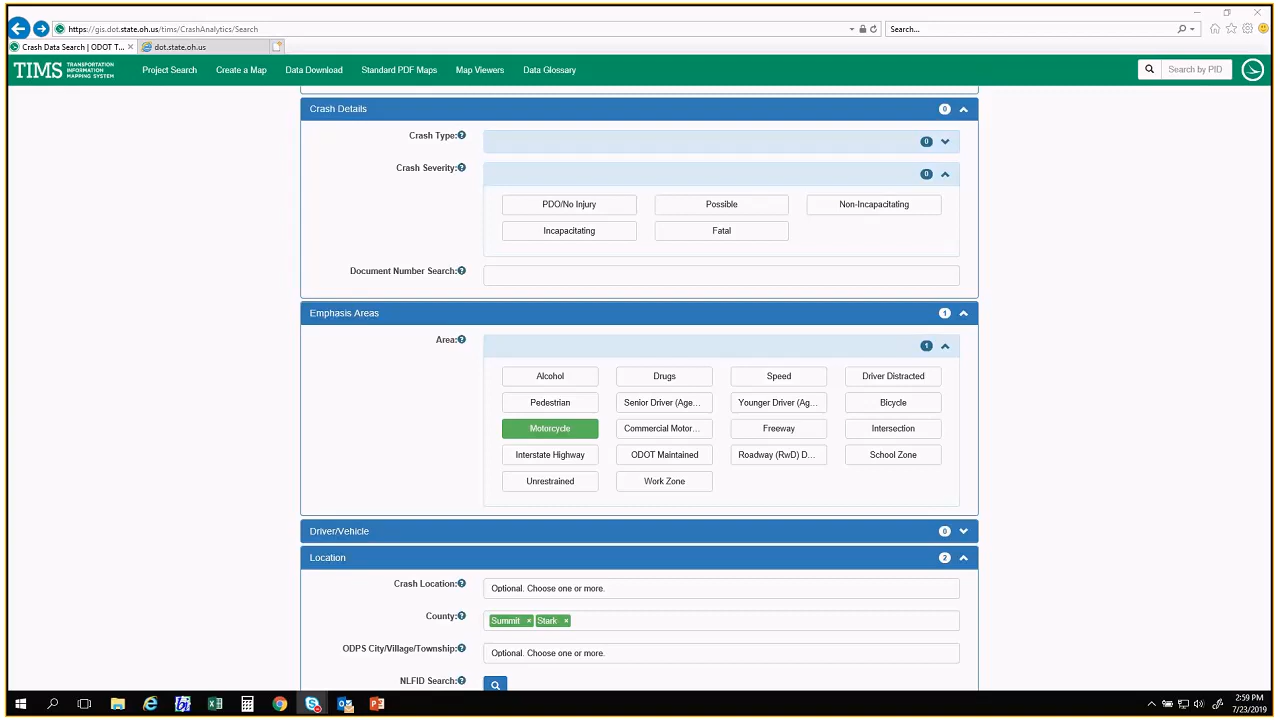 https://gis.dot.state.oh.us/tims/CrashAnalytics/Search
Search...
Crash Data Search | ODOT T...
dot.state.oh.us
TIMS TRANSPORTATION INFORMATION MAPPING SYSTEM
Project Search
Create a Map
Data Download
Standard PDF Maps
Map Viewers
Data Glossary
Search by PID
Crash Details 0
Crash Type: 0
Crash Severity: 0
PDO/No Injury Possible Non-Incapacitating
Incapacitating Fatal
Document Number Search:
Emphasis Areas 1
Area: 1
Alcohol Drugs Speed Driver Distracted
Pedestrian Senior Driver (Age... Younger Driver (Ag... Bicycle
Motorcycle Commercial Motor... Freeway Intersection
Interstate Highway ODOT Maintained Roadway (RwD) D... School Zone
Unrestrained Work Zone
Driver/Vehicle 0
Location 2
Crash Location: Optional. Choose one or more.
County: Summit × Stark ×
ODPS City/Village/Township: Optional. Choose one or more.
NLFID Search:
2:59 PM
7/23/2019